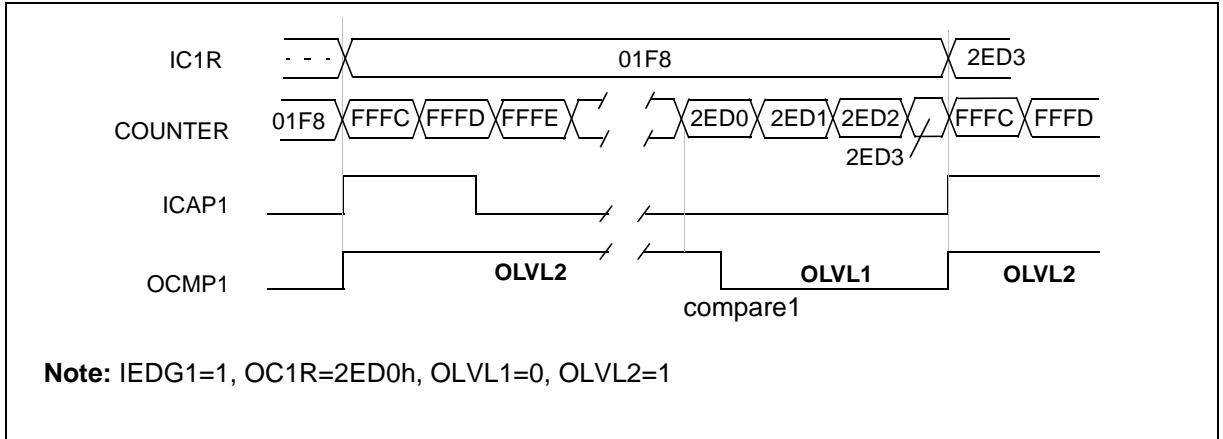 IC1R - - - 01F8 2ED3
COUNTER 01F8 FFFC FFFD FFFE 2ED0 2ED1 2ED2 FFFC FFFD
2ED3
ICAP1
OCMP1 OLVL2 OLVL1 OLVL2
compare1
Note: IEDG1=1, OC1R=2ED0h, OLVL1=0, OLVL2=1